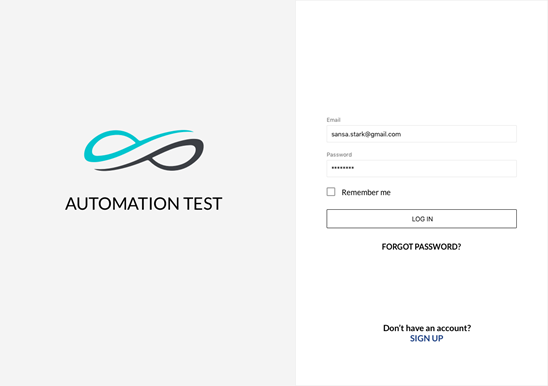 AUTOMATION TEST
Email
sansa.stark@gmail.com
Password
********
Remember me
LOG IN
FORGOT PASSWORD?
Don't have an account?
SIGN UP